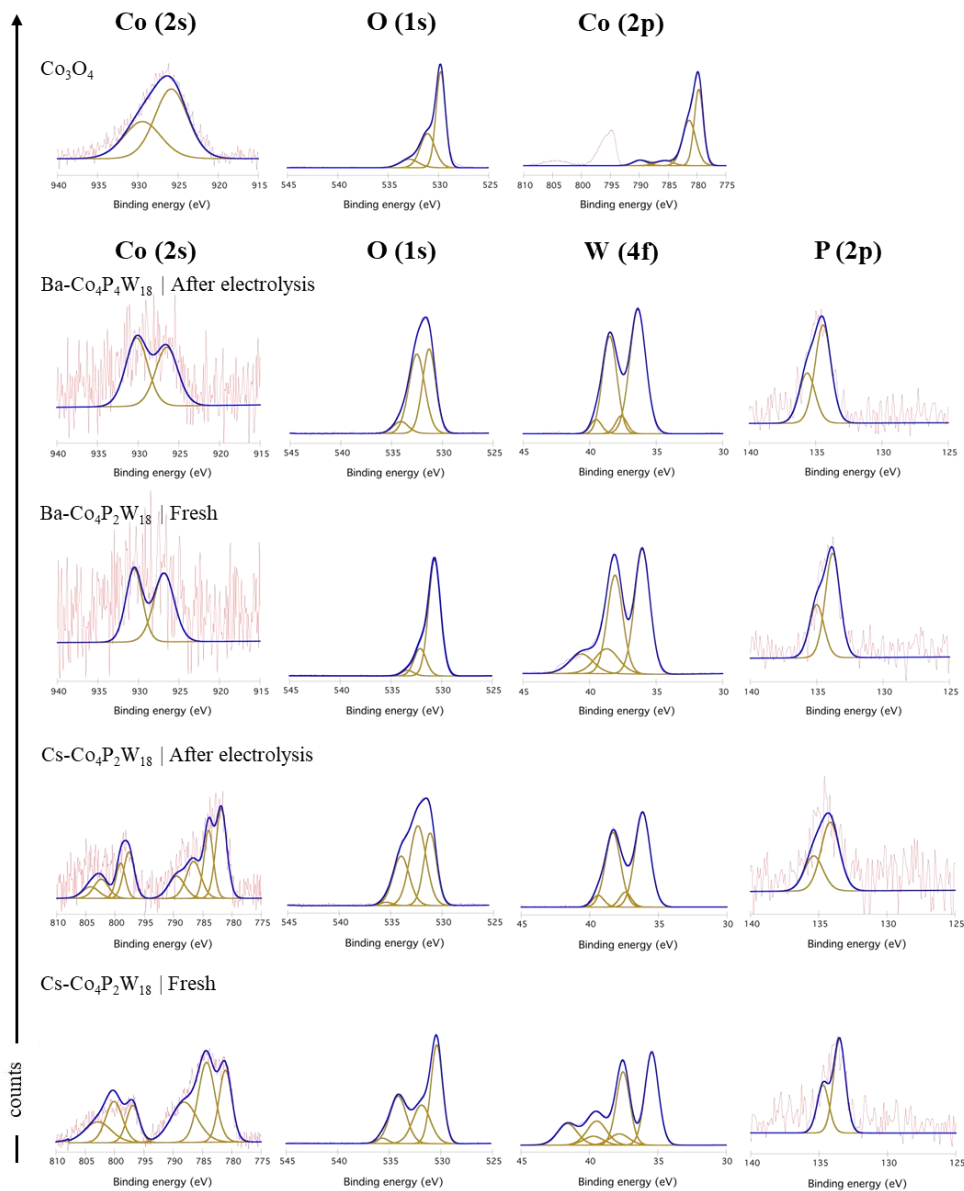 Co (2s) O (1s) Co (2p)
Co₃O₄
940 935 930 925 920 915 545 540 535 530 525 810 800 790 780 775
Binding energy (eV) Binding energy (eV) Binding energy (eV)
Co (2s) O (1s) W (4f) P (2p)
Ba-Co₄P₄W₁₈ | After electrolysis
940 935 930 925 920 915 545 540 535 530 525 45 40 35 30 140 135 130 125
Binding energy (eV) Binding energy (eV) Binding energy (eV) Binding energy (eV)
Ba-Co₄P₂W₁₈ | Fresh
940 935 930 925 920 915 545 540 535 530 525 45 40 35 30 140 135 130 125
Binding energy (eV) Binding energy (eV) Binding energy (eV) Binding energy (eV)
Cs-Co₄P₂W₁₈ | After electrolysis
810 805 800 795 790 785 780 775 545 540 535 530 525 45 40 35 30 140 135 130 125
Binding energy (eV) Binding energy (eV) Binding energy (eV) Binding energy (eV)
Cs-Co₄P₂W₁₈ | Fresh
810 805 800 795 790 785 780 775 545 540 535 530 525 45 40 35 30 140 135 130 125
Binding energy (eV) Binding energy (eV) Binding energy (eV) Binding energy (eV)
counts